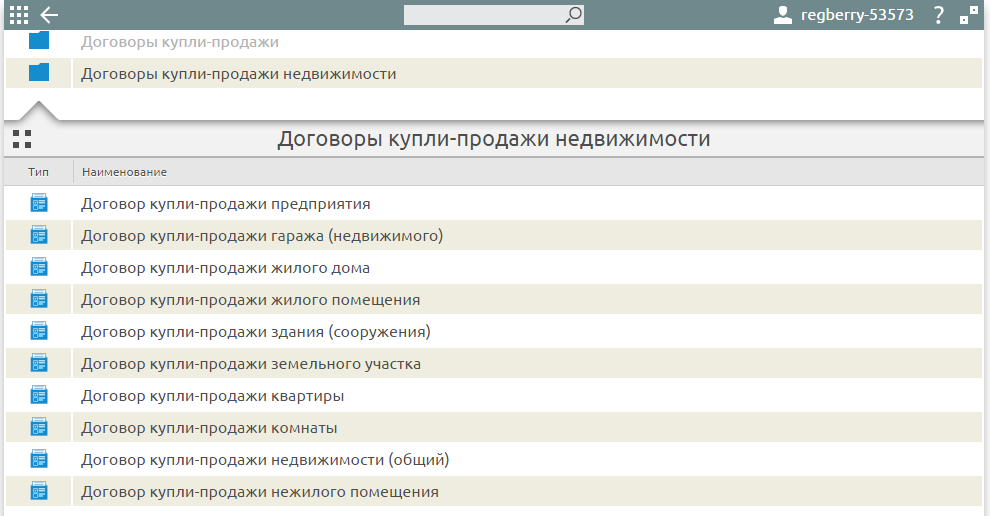 regberry-53573 ?
Договоры купли-продажи
Договоры купли-продажи недвижимости
Договоры купли-продажи недвижимости
Тип Наименование
Договор купли-продажи предприятия
Договор купли-продажи гаража (недвижимого)
Договор купли-продажи жилого дома
Договор купли-продажи жилого помещения
Договор купли-продажи здания (сооружения)
Договор купли-продажи земельного участка
Договор купли-продажи квартиры
Договор купли-продажи комнаты
Договор купли-продажи недвижимости (общий)
Договор купли-продажи нежилого помещения